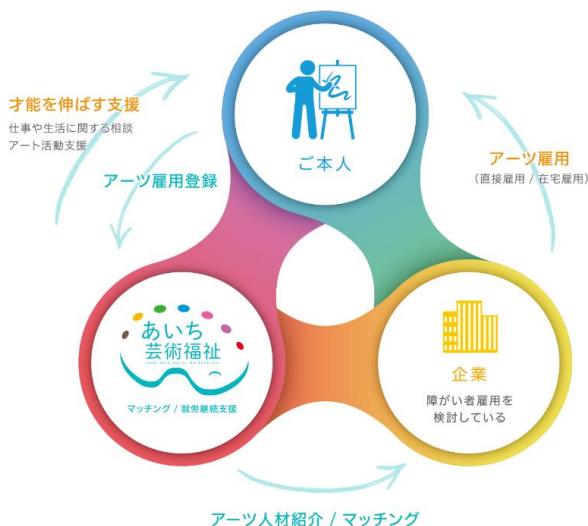 才能を伸ばす支援
仕事や生活に関する相談
アート活動支援
アーツ雇用登録
ご本人
アーツ雇用
（直接雇用 / 在宅雇用）
あいち
芸術福祉
マッチング / 就労継続支援
企業
障がい者雇用を
検討している
アーツ人材紹介 / マッチング